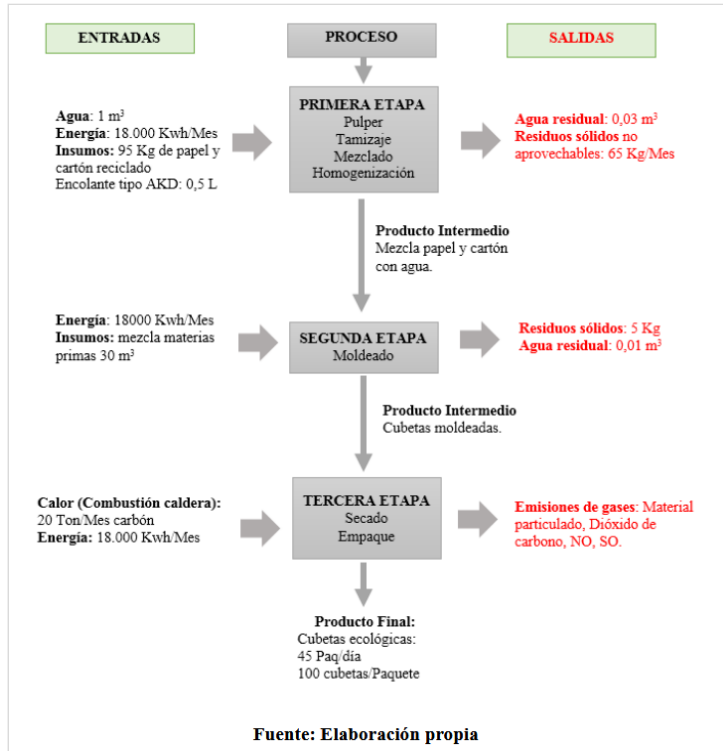 ENTRADAS
PROCESO
SALIDAS
Agua: 1 m³
Energía: 18.000 Kwh/Mes
Insumos: 95 Kg de papel y
cartón reciclado
Encolante tipo AKD: 0,5 L
PRIMERA ETAPA
Pulper
Tamizaje
Mezclado
Homogenización
Agua residual: 0,03 m³
Residuos sólidos no
aprovechables: 65 Kg/Mes
Producto Intermedio
Mezcla papel y cartón
con agua.
Energía: 18000 Kwh/Mes
Insumos: mezcla materias
primas 30 m³
SEGUNDA ETAPA
Moldeado
Residuos sólidos: 5 Kg
Agua residual: 0,01 m³
Producto Intermedio
Cubetas moldeadas.
Calor (Combustión caldera):
20 Ton/Mes carbón
Energía: 18.000 Kwh/Mes
TERCERA ETAPA
Secado
Empaque
Emisiones de gases: Material
particulado, Dióxido de
carbono, NO, SO.
Producto Final:
Cubetas ecológicas:
45 Paq/día
100 cubetas/Paquete
Fuente: Elaboración propia